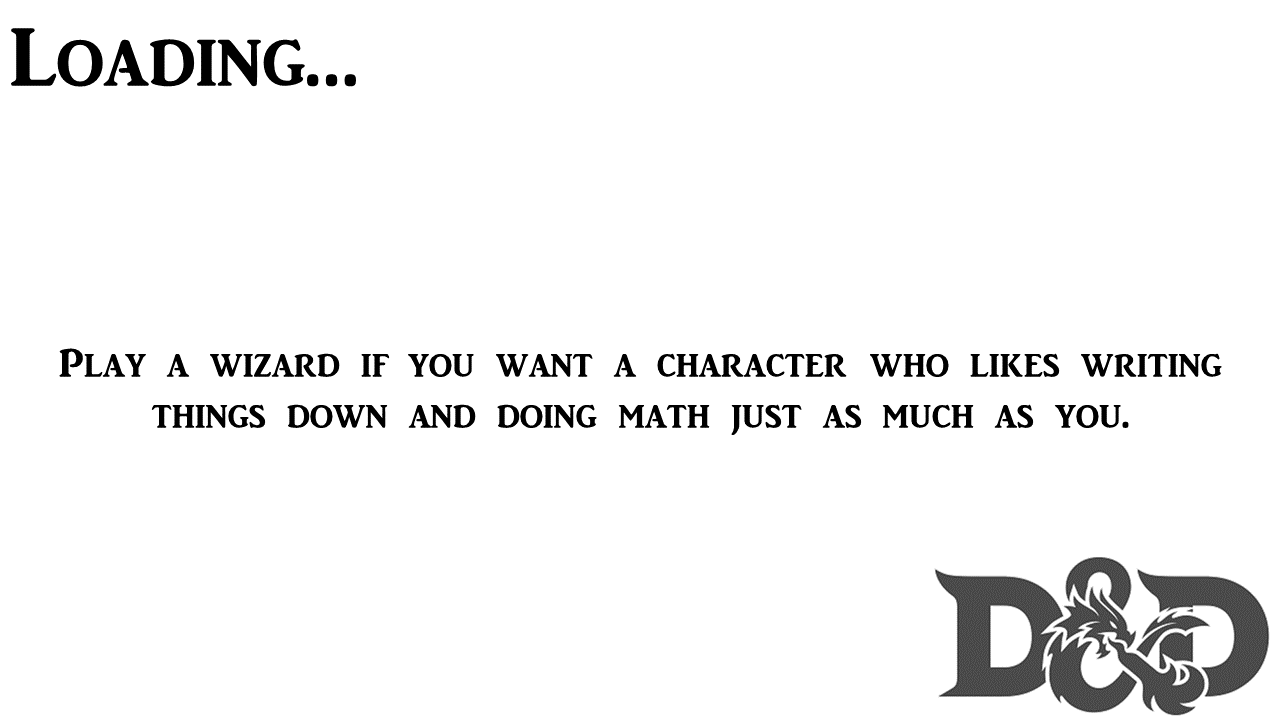 Loading...
Play a wizard if you want a character who likes writing
things down and doing math just as much as you.
D&D